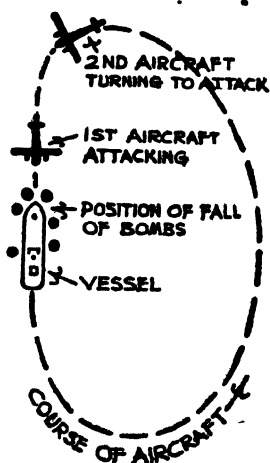 2ND AIRCRAFT
TURNING TO ATTACK
1ST AIRCRAFT
ATTACKING
POSITION OF FALL
OF BOMBS
VESSEL
COURSE OF AIRCRAFT